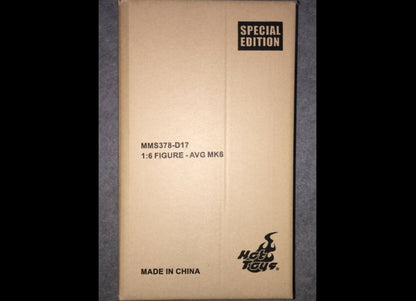 SPECIAL
EDITION
MMS378-D17
1:6 FIGURE - AVG MK6
Hot
Toys
MADE IN CHINA